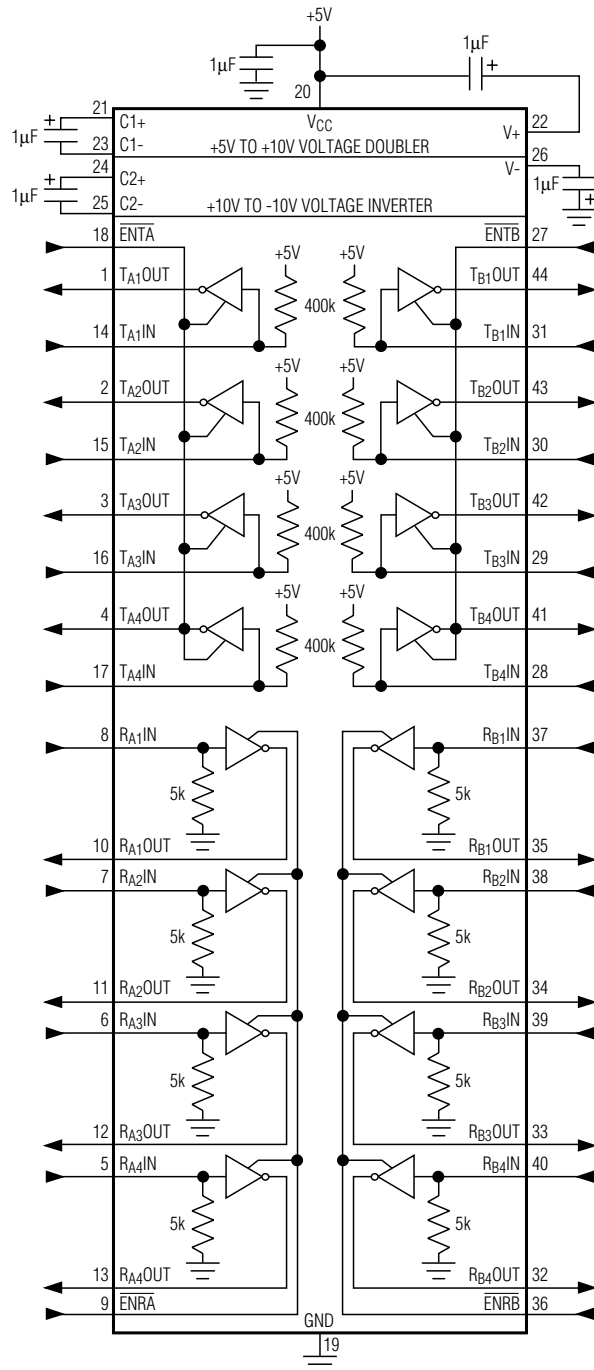 +5V
1µF
1µF
20
21 C1+ VCC 22
1µF V+
23 C1- +5V TO +10V VOLTAGE DOUBLER 26
24 C2+ V-
1µF 1µF
25 C2- +10V TO -10V VOLTAGE INVERTER
18 ENTA ENTB 27
+5V +5V
1 TA1OUT TB1OUT 44
400k
14 TA1IN TB1IN 31
+5V +5V
2 TA2OUT TB2OUT 43
400k
15 TA2IN TB2IN 30
+5V +5V
3 TA3OUT TB3OUT 42
400k
16 TA3IN TB3IN 29
+5V +5V
4 TA4OUT TB4OUT 41
400k
17 TA4IN TB4IN 28
8 RA1IN RB1IN 37
5k 5k
10 RA1OUT RB1OUT 35
7 RA2IN RB2IN 38
5k 5k
11 RA2OUT RB2OUT 34
6 RA3IN RB3IN 39
5k 5k
12 RA3OUT RB3OUT 33
5 RA4IN RB4IN 40
5k 5k
13 RA4OUT RB4OUT 32
9 ENRA ENRB 36
GND
19